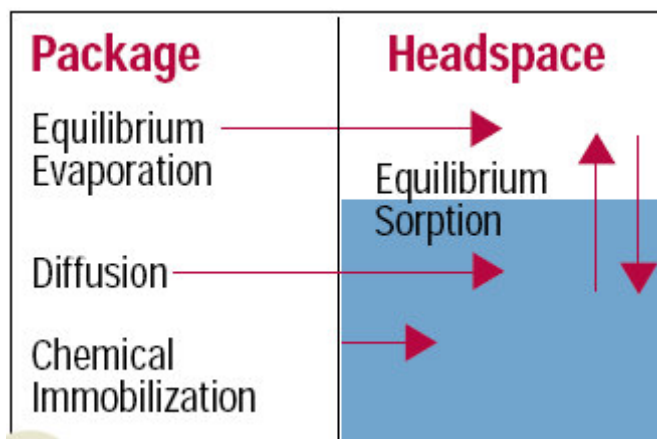 Package
Headspace
Equilibrium
Evaporation
Equilibrium
Sorption
Diffusion
Chemical
Immobilization